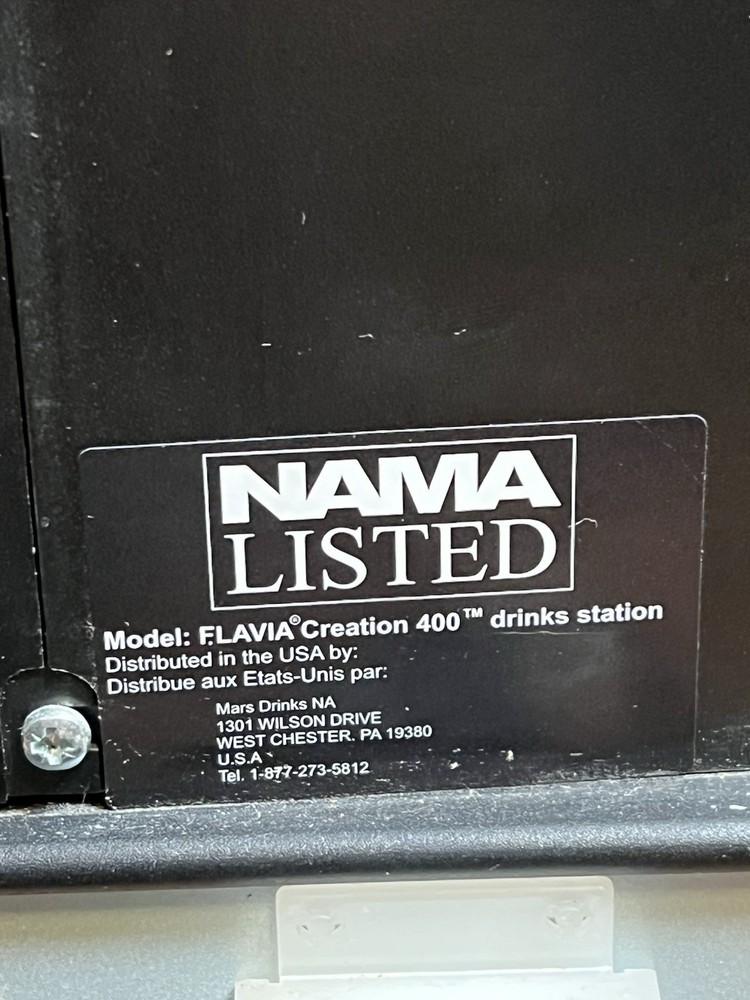 NAMA
LISTED
Model: FLAVIA® Creation 400™ drinks station
Distributed in the USA by:
Distribue aux Etats-Unis par:
Mars Drinks NA
1301 WILSON DRIVE
WEST CHESTER. PA 19380
U.S.A
Tel. 1-877-273-5812